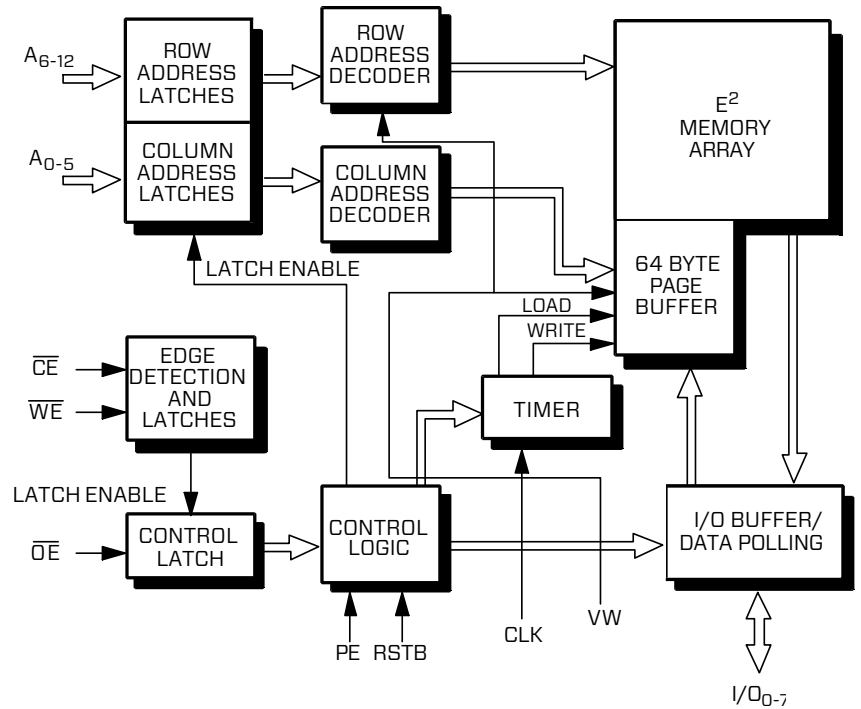 A6-12
ROW
ADDRESS
LATCHES
ROW
ADDRESS
DECODER
E²
MEMORY
ARRAY
A0-5
COLUMN
ADDRESS
LATCHES
COLUMN
ADDRESS
DECODER
64 BYTE
PAGE
BUFFER
LATCH ENABLE
LOAD
WRITE
CE
WE
EDGE
DETECTION
AND
LATCHES
TIMER
LATCH ENABLE
OE
CONTROL
LATCH
CONTROL
LOGIC
I/O BUFFER/
DATA POLLING
PE
RSTB
CLK
VW
I/O0-7